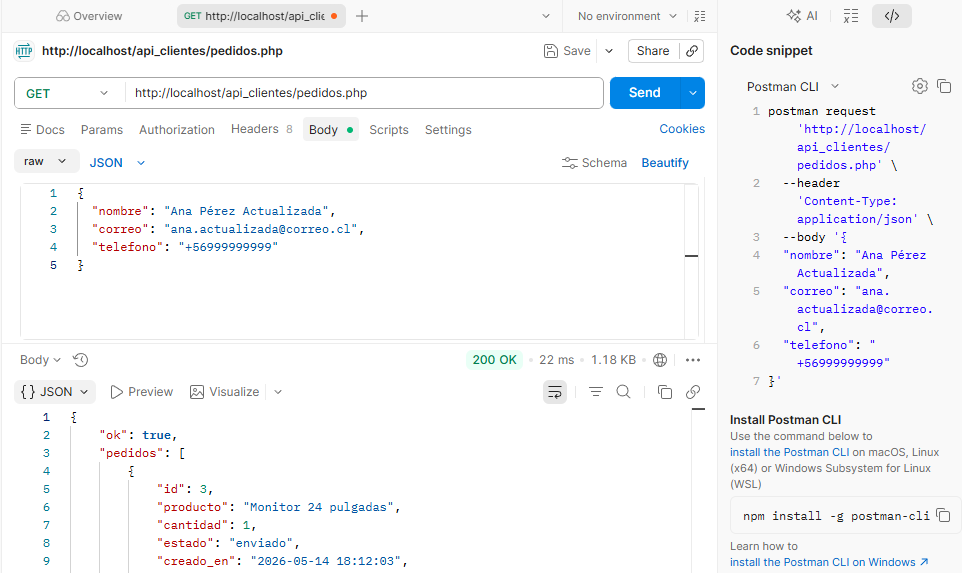 Overview
GET http://localhost/api_clie
No environment
AI
HTTP http://localhost/api_clientes/pedidos.php
Save
Share
GET
http://localhost/api_clientes/pedidos.php
Send
Docs Params Authorization Headers 8 Body Scripts Settings
Cookies
raw
JSON
Schema
Beautify
1 {
2 "nombre": "Ana Pérez Actualizada",
3 "correo": "ana.actualizada@correo.cl",
4 "telefono": "+56999999999"
5 }
Body
200 OK
22 ms
1.18 KB
{} JSON
Preview
Visualize
1 {
2 "ok": true,
3 "pedidos": [
4 {
5 "id": 3,
6 "producto": "Monitor 24 pulgadas",
7 "cantidad": 1,
8 "estado": "enviado",
9 "creado_en": "2026-05-14 18:12:03",
Code snippet
Postman CLI
1 postman request
'http://localhost/
api_clientes/
pedidos.php' \
2 --header
'Content-Type:
application/json' \
3 --body '{
4 "nombre": "Ana Pérez
Actualizada",
5 "correo": "ana.
actualizada@correo.
cl",
6 "telefono": "
+56999999999"
7 }'
Install Postman CLI
Use the command below to
install the Postman CLI on macOS, Linux
(x64) or Windows Subsystem for Linux
(WSL)
npm install -g postman-cli
Learn how to
install the Postman CLI on Windows